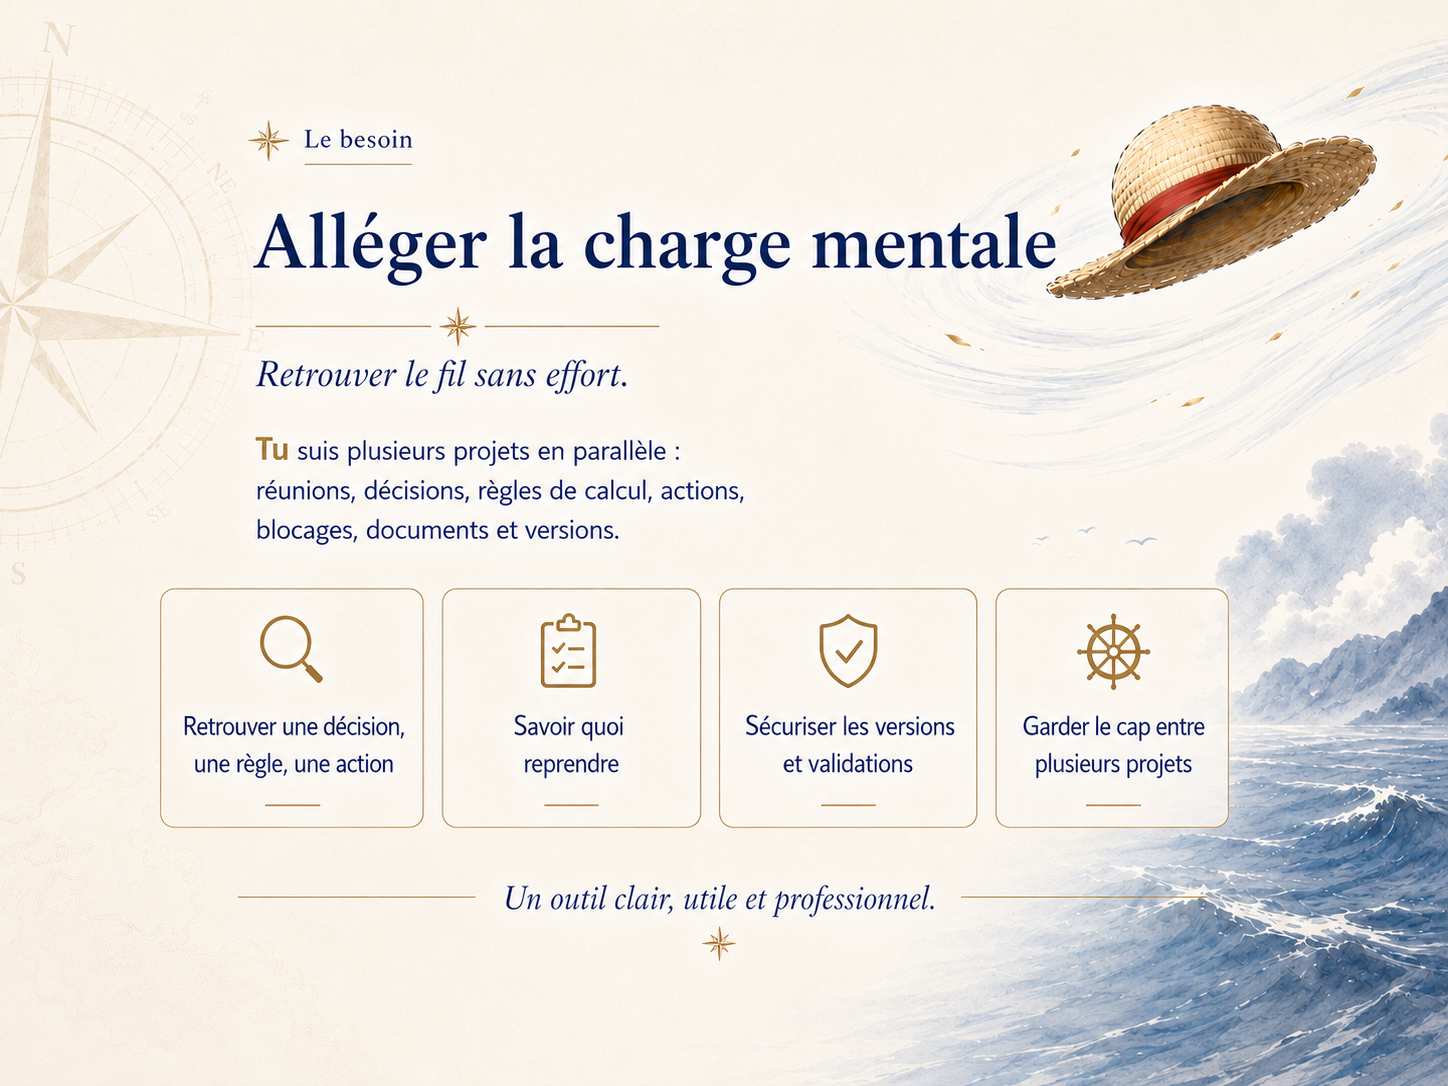 N
NE
E
SE
S
Le besoin
Alléger la charge mentale
Retrouver le fil sans effort.
Tu suis plusieurs projets en parallèle :
réunions, décisions, règles de calcul, actions,
blocages, documents et versions.
Retrouver une décision,
une règle, une action
Savoir quoi
reprendre
Sécuriser les versions
et validations
Garder le cap entre
plusieurs projets
Un outil clair, utile et professionnel.